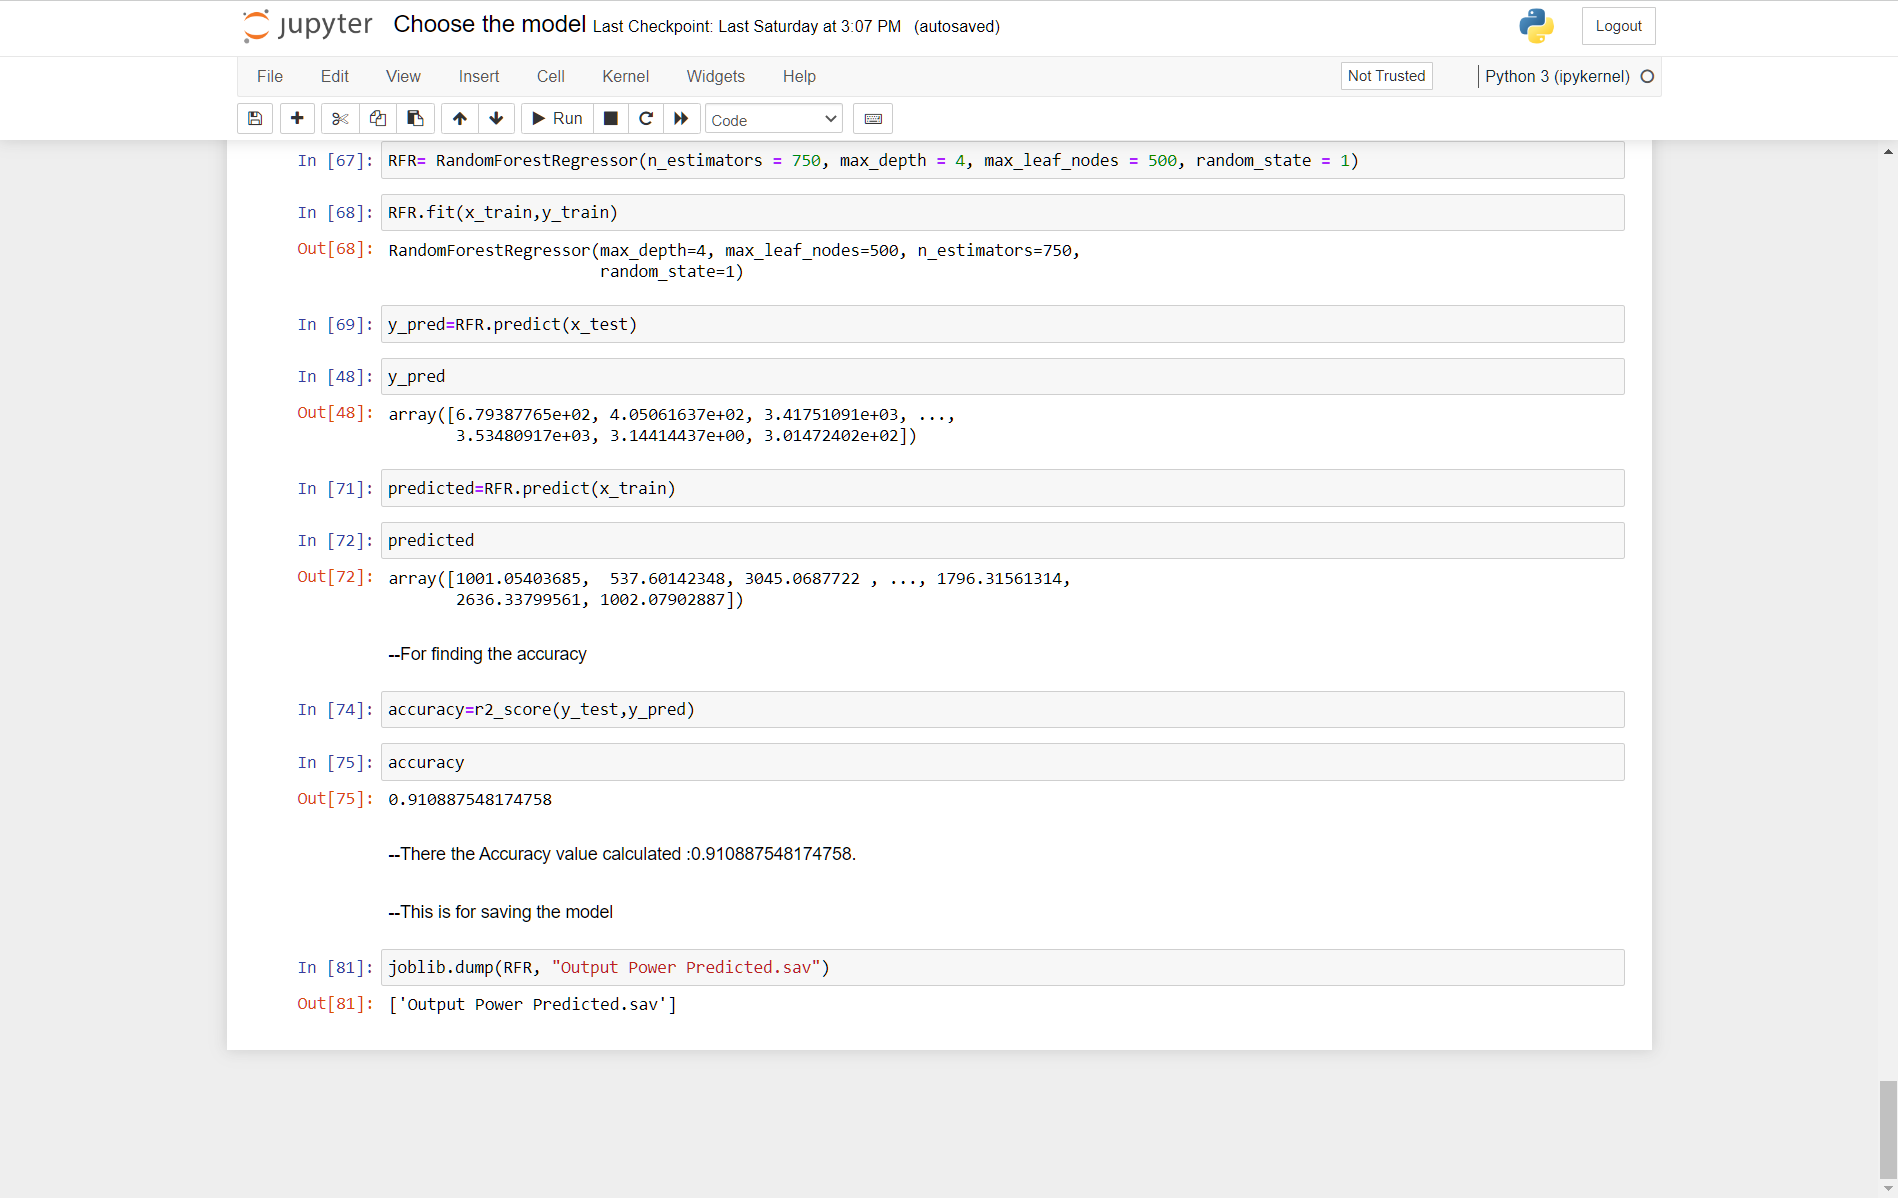 jupyter Choose the model Last Checkpoint: Last Saturday at 3:07 PM (autosaved) Logout
File Edit View Insert Cell Kernel Widgets Help Not Trusted Python 3 (ipykernel)
Run Code
In [67]: RFR= RandomForestRegressor(n_estimators = 750, max_depth = 4, max_leaf_nodes = 500, random_state = 1)
In [68]: RFR.fit(x_train,y_train)
Out[68]: RandomForestRegressor(max_depth=4, max_leaf_nodes=500, n_estimators=750,
random_state=1)
In [69]: y_pred=RFR.predict(x_test)
In [48]: y_pred
Out[48]: array([6.79387765e+02, 4.05061637e+02, 3.41751091e+03, ...,
3.53480917e+03, 3.14414437e+00, 3.01472402e+02])
In [71]: predicted=RFR.predict(x_train)
In [72]: predicted
Out[72]: array([1001.05403685,  537.60142348, 3045.0687722 , ..., 1796.31561314,
2636.33799561, 1002.07902887])
--For finding the accuracy
In [74]: accuracy=r2_score(y_test,y_pred)
In [75]: accuracy
Out[75]: 0.910887548174758
--There the Accuracy value calculated :0.910887548174758.
--This is for saving the model
In [81]: joblib.dump(RFR, "Output Power Predicted.sav")
Out[81]: ['Output Power Predicted.sav']